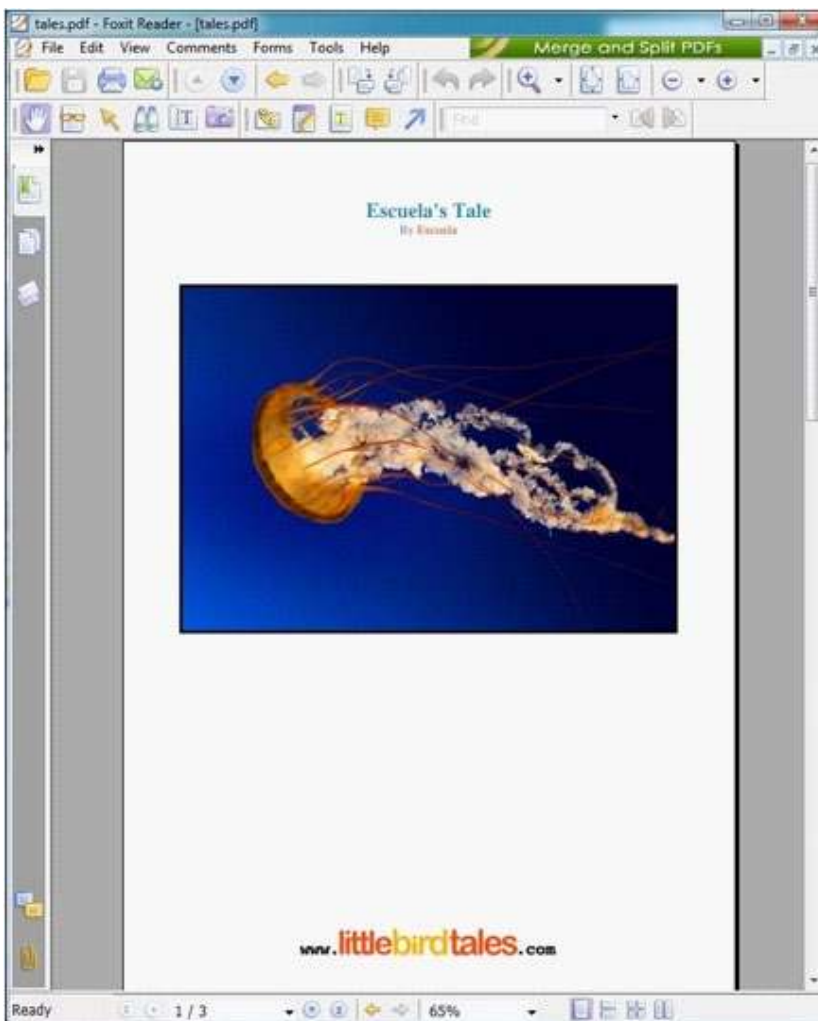 tales.pdf - Foxit Reader - [tales.pdf]
File Edit View Comments Forms Tools Help
Merge and Split PDFs
Find
Escuela's Tale
By Escuela
www.littlebirdtales.com
Ready
1 / 3
65%